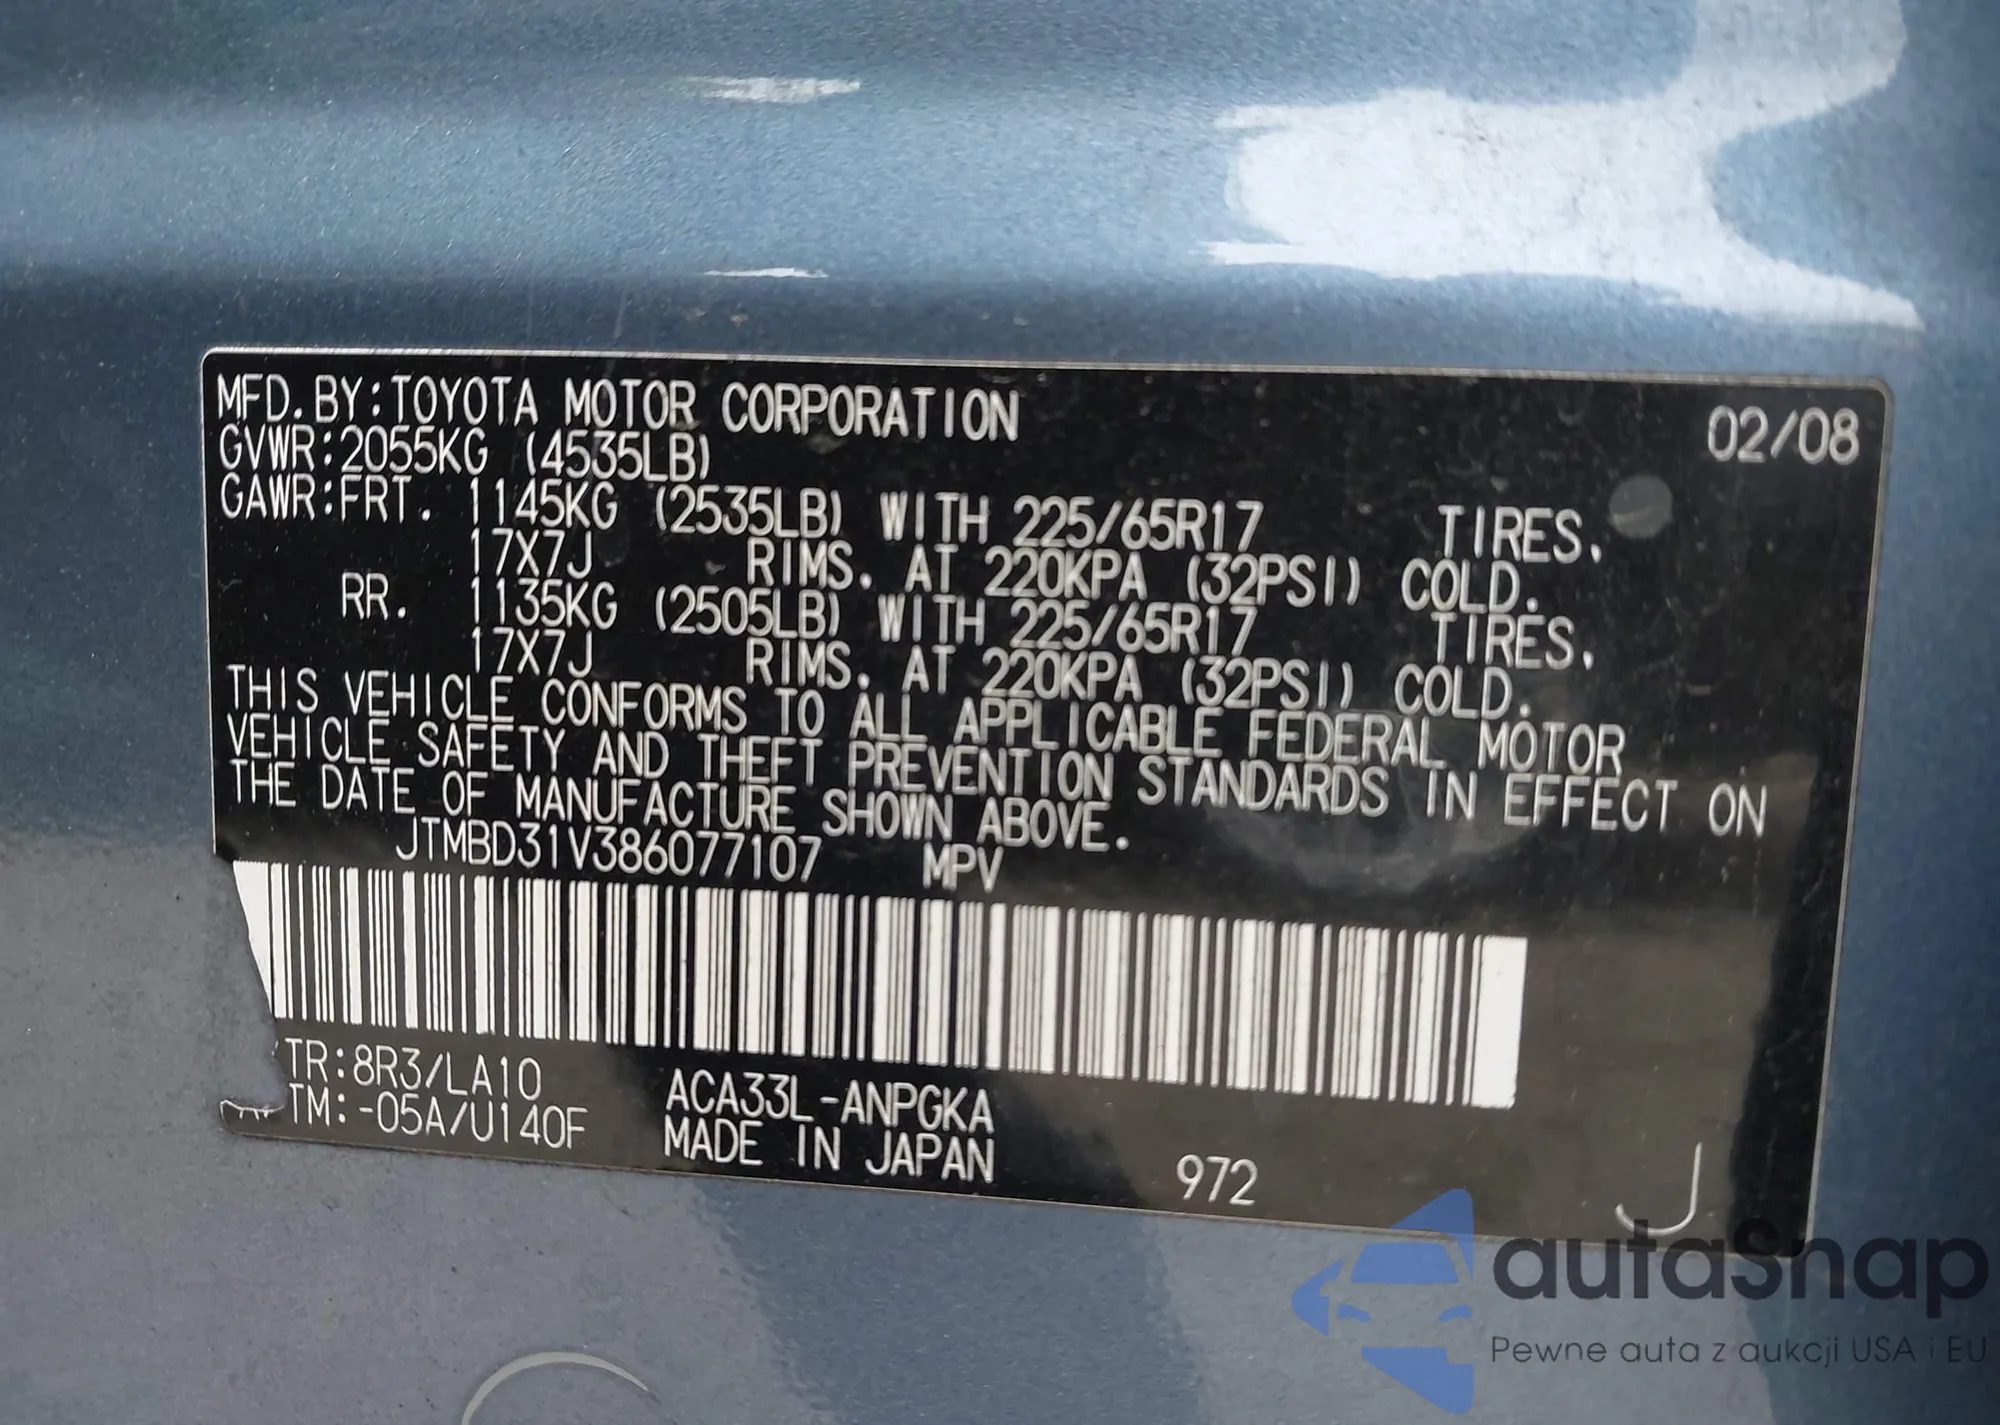 MFD.BY:TOYOTA MOTOR CORPORATION 02/08
GVWR:2055KG (4535LB)
GAWR:FRT. 1145KG (2535LB) WITH 225/65R17 TIRES.
17X7J RIMS. AT 220KPA (32PSI) COLD.
RR. 1135KG (2505LB) WITH 225/65R17 TIRES.
17X7J RIMS. AT 220KPA (32PSI) COLD.
THIS VEHICLE CONFORMS TO ALL APPLICABLE FEDERAL MOTOR
VEHICLE SAFETY AND THEFT PREVENTION STANDARDS IN EFFECT ON
THE DATE OF MANUFACTURE SHOWN ABOVE.
JTMBD31V386077107 MPV
TR:8R3/LA10 ACA33L-ANPGKA
TM:-05A/U140F MADE IN JAPAN 972 J
autaSnap
Pewne auta z aukcji USA i EU